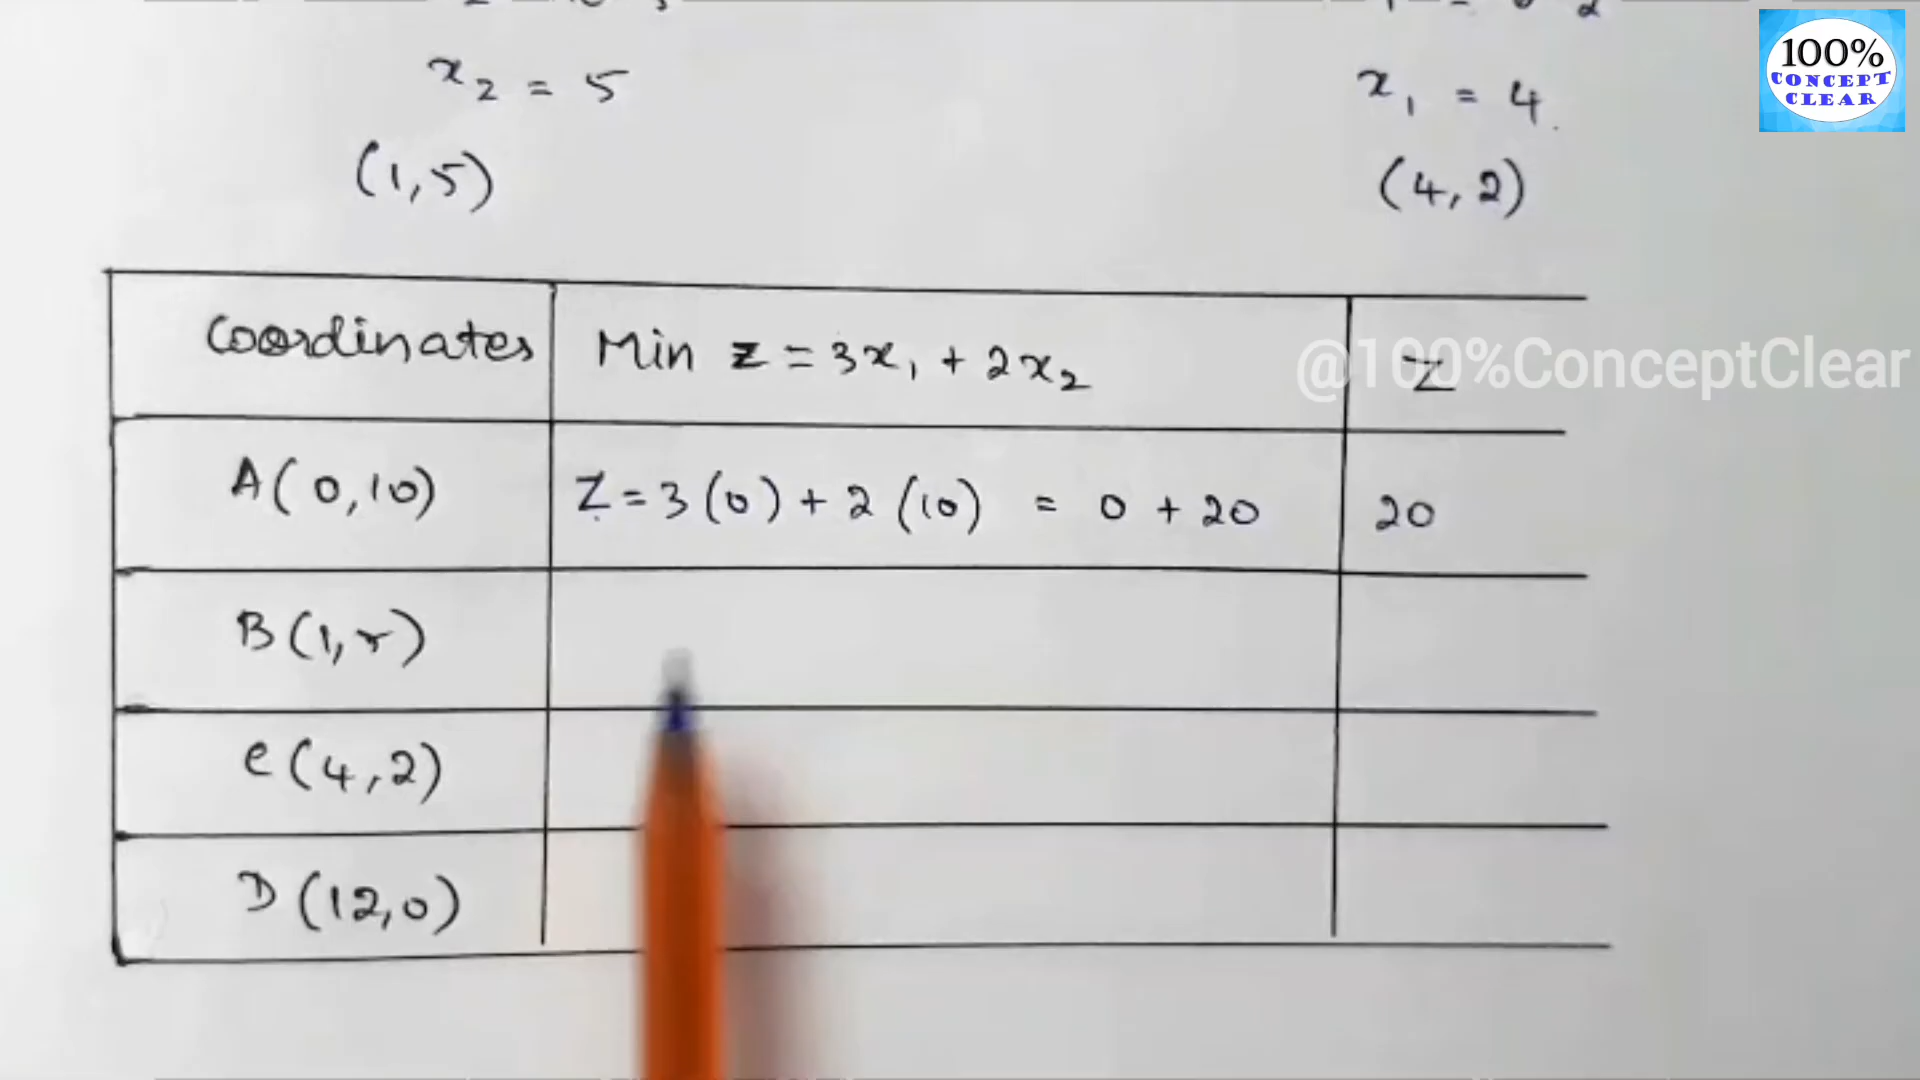 100%
CONCEPT
CLEAR
x₂ = 5
x₁ = 4
(1,5)
(4,2)
Coordinates
Min Z = 3x₁ + 2x₂
Z
@100%ConceptClear
A(0,10)
Z = 3(0) + 2(10) = 0 + 20
20
B(1,5)
C(4,2)
D(12,0)